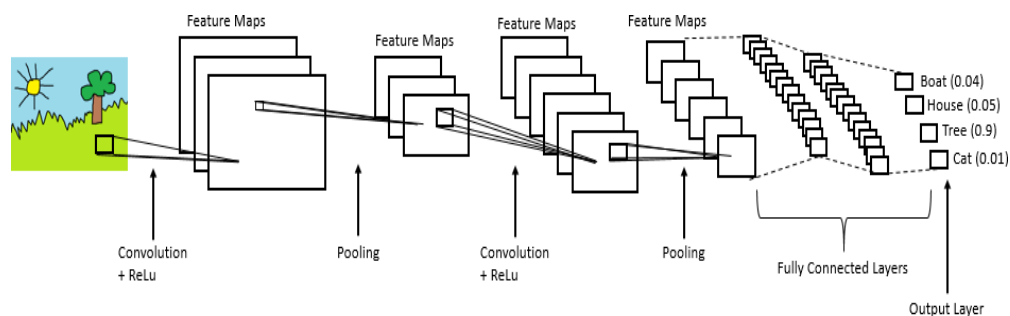 Feature Maps
Feature Maps
Feature Maps
Feature Maps
Boat (0.04)
House (0.05)
Tree (0.9)
Cat (0.01)
Convolution
+ ReLu
Pooling
Convolution
+ ReLu
Pooling
Fully Connected Layers
Output Layer